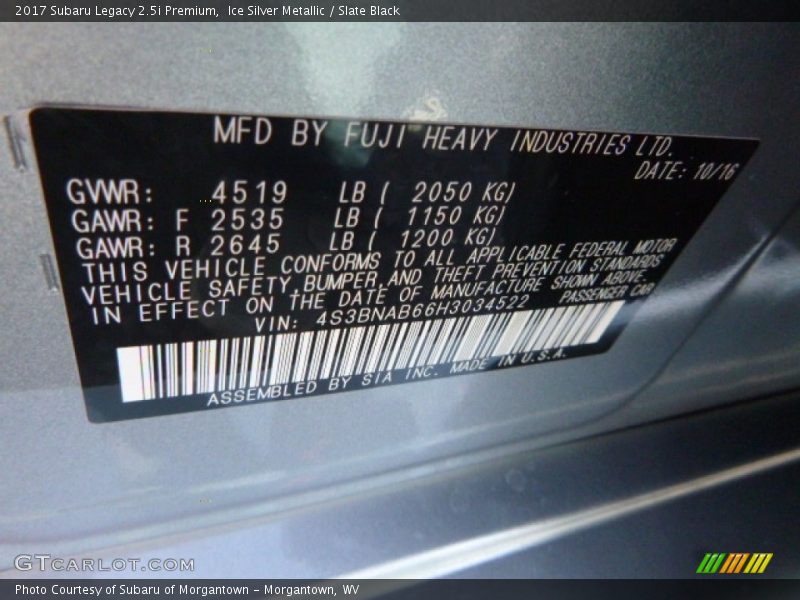 2017 Subaru Legacy 2.5i Premium,  Ice Silver Metallic / Slate Black
MFD BY FUJI HEAVY INDUSTRIES LTD.
DATE: 10/16
GVWR: 4519 LB ( 2050 KG)
GAWR: F 2535 LB ( 1150 KG)
GAWR: R 2645 LB ( 1200 KG)
THIS VEHICLE CONFORMS TO ALL APPLICABLE FEDERAL MOTOR
VEHICLE SAFETY, BUMPER, AND THEFT PREVENTION STANDARDS
IN EFFECT ON THE DATE OF MANUFACTURE SHOWN ABOVE.
VIN: 4S3BNAB66H3034522 PASSENGER CAR
ASSEMBLED BY SIA INC. MADE IN U.S.A.
GTCARLOT.COM
Photo Courtesy of Subaru of Morgantown – Morgantown, WV